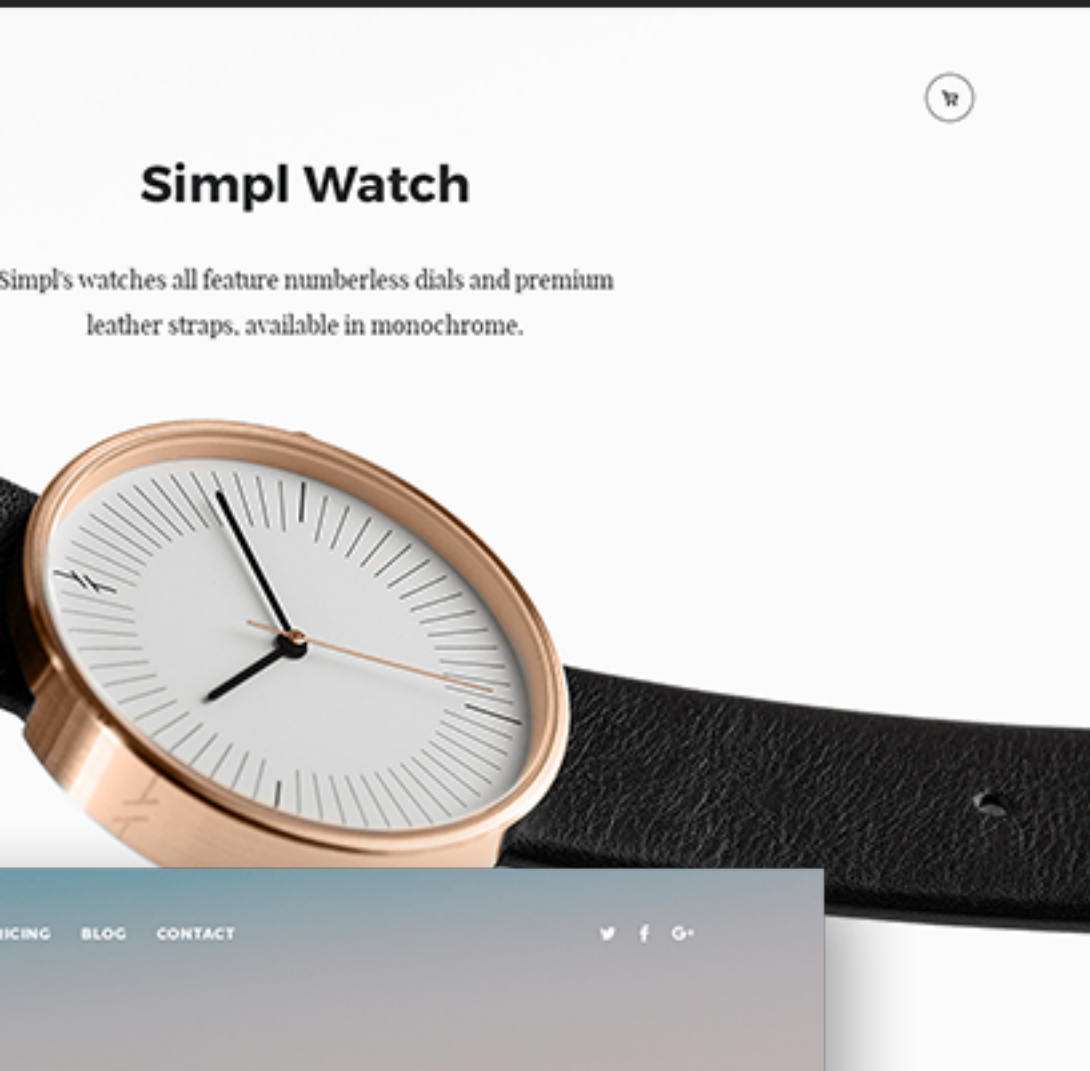 Simpl Watch
Simpl's watches all feature numberless dials and premium
leather straps, available in monochrome.
BLOG CONTACT